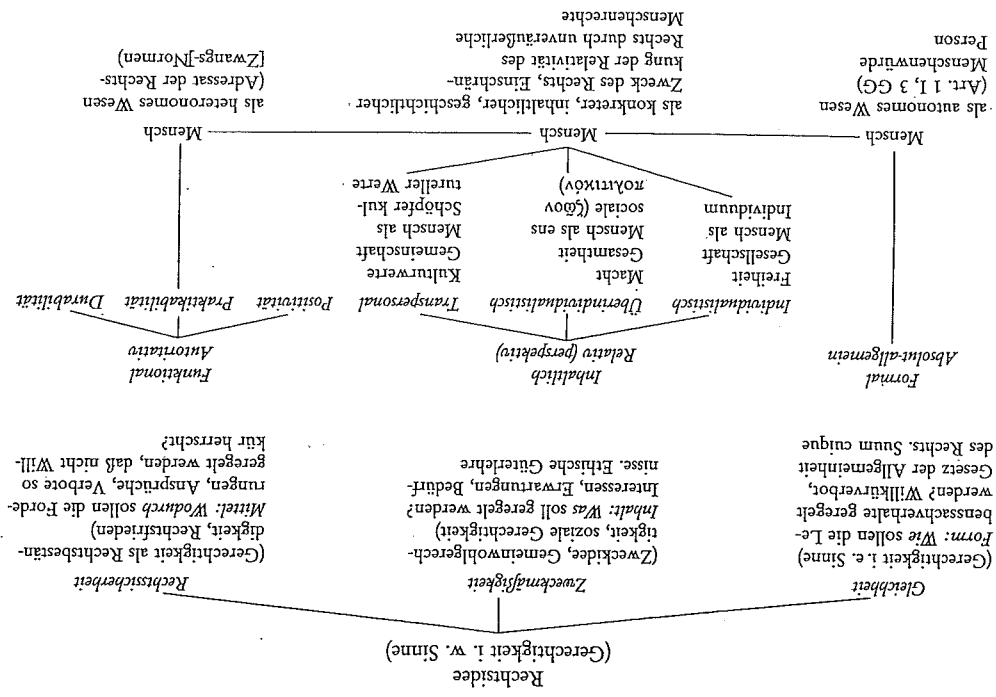 Rechtsidee
(Gerechtigkeit i. w. Sinne)
Gleichheit
(Gerechtigkeit i. e. Sinne)
Form: Wie sollen die Le-
benssachverhalte geregelt
werden? Willkürverbot,
Gesetz der Allgemeinheit
des Rechts. Suum cuique
Zweckmäßigkeit
(Zweckidee, Gemeinwohlgerech-
tigkeit, soziale Gerechtigkeit)
Inhalt: Was soll geregelt werden?
Interessen, Erwartungen, Bedürf-
nisse. Ethische Güterlehre
Rechtssicherheit
(Gerechtigkeit als Rechtsbestän-
digkeit, Rechtsfrieden)
Mittel: Wodurch sollen die Forde-
rungen, Ansprüche, Verbote so
geregelt werden, daß nicht Will-
kür herrscht?
Formal
Absolut-allgemein
Inhaltlich
Relativ (perspektiv)
Funktional
Autoritativ
Individualistisch
Freiheit
Gesellschaft
Mensch als
Individuum
Überindividualistisch
Macht
Gesamtheit
Mensch als ens
sociale (ζῷον
πολιτικόν)
Transpersonal
Kulturwerte
Gemeinschaft
Mensch als
Schöpfer kul-
tureller Werte
Positivität
Praktikabilität
Durabilität
Mensch
als autonomes Wesen
(Art. 1 I, 3 GG)
Menschenwürde
Person
Mensch
als konkreter, inhaltlicher, geschichtlicher
Zweck des Rechts, Einschrän-
kung der Relativität des
Rechts durch unveräußerliche
Menschenrechte
Mensch
als heteronomes Wesen
(Adressat der Rechts-
[Zwangs-]Normen)